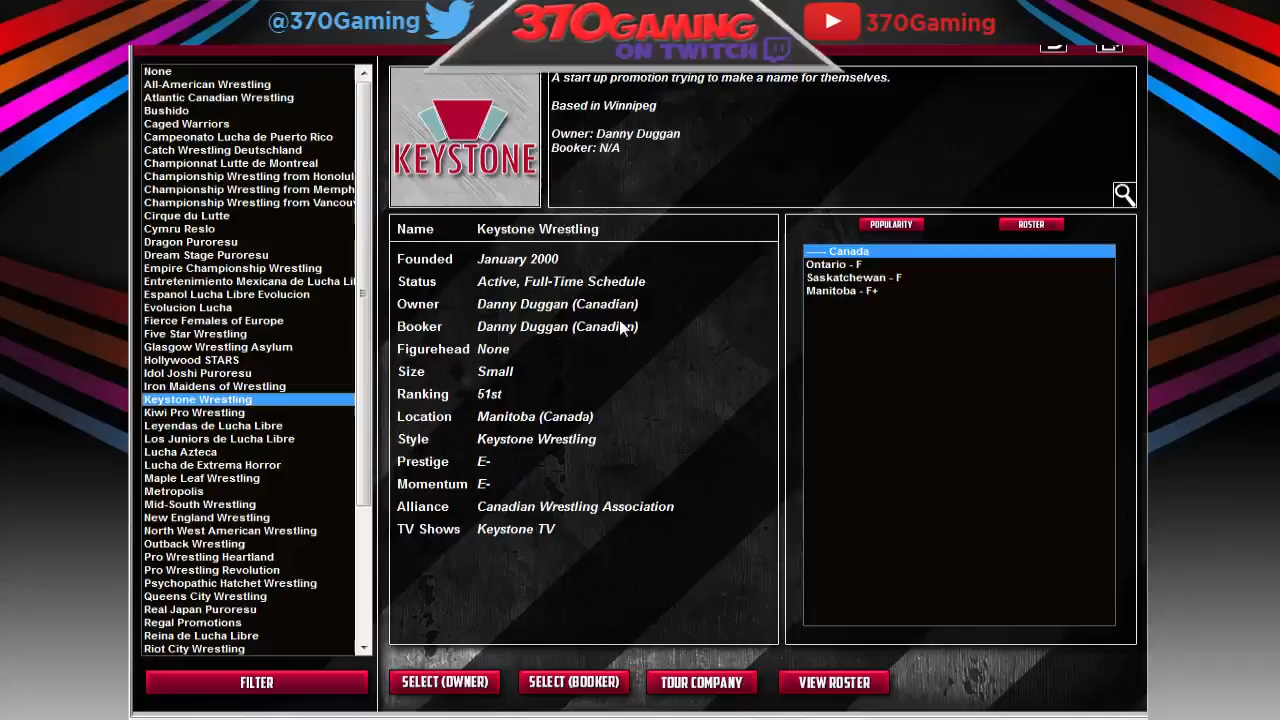 @370Gaming
370GAMING
ON TWITCH
370Gaming
None
All-American Wrestling
Atlantic Canadian Wrestling
Bushido
Caged Warriors
Campeonato Lucha de Puerto Rico
Catch Wrestling Deutschland
Championnat Lutte de Montreal
Championship Wrestling from Honolul
Championship Wrestling from Memph
Championship Wrestling from Vancouv
Cirque du Lutte
Cymru Reslo
Dragon Puroresu
Dream Stage Puroresu
Empire Championship Wrestling
Entretenimiento Mexicana de Lucha Li
Espanol Lucha Libre Evolucion
Evolucion Lucha
Fierce Females of Europe
Five Star Wrestling
Glasgow Wrestling Asylum
Hollywood STARS
Idol Joshi Puroresu
Iron Maidens of Wrestling
Keystone Wrestling
Kiwi Pro Wrestling
Leyendas de Lucha Libre
Los Juniors de Lucha Libre
Lucha Azteca
Lucha de Extrema Horror
Maple Leaf Wrestling
Metropolis
Mid-South Wrestling
New England Wrestling
North West American Wrestling
Outback Wrestling
Pro Wrestling Heartland
Pro Wrestling Revolution
Psychopathic Hatchet Wrestling
Queens City Wrestling
Real Japan Puroresu
Regal Promotions
Reina de Lucha Libre
Riot City Wrestling
FILTER
KEYSTONE
A start up promotion trying to make a name for themselves.
Based in Winnipeg
Owner: Danny Duggan
Booker: N/A
Name Keystone Wrestling
Founded January 2000
Status Active, Full-Time Schedule
Owner Danny Duggan (Canadian)
Booker Danny Duggan (Canadian)
Figurehead None
Size Small
Ranking 51st
Location Manitoba (Canada)
Style Keystone Wrestling
Prestige E-
Momentum E-
Alliance Canadian Wrestling Association
TV Shows Keystone TV
POPULARITY ROSTER
------ Canada
Ontario - F
Saskatchewan - F
Manitoba - F+
SELECT (OWNER) SELECT (BOOKER) TOUR COMPANY VIEW ROSTER